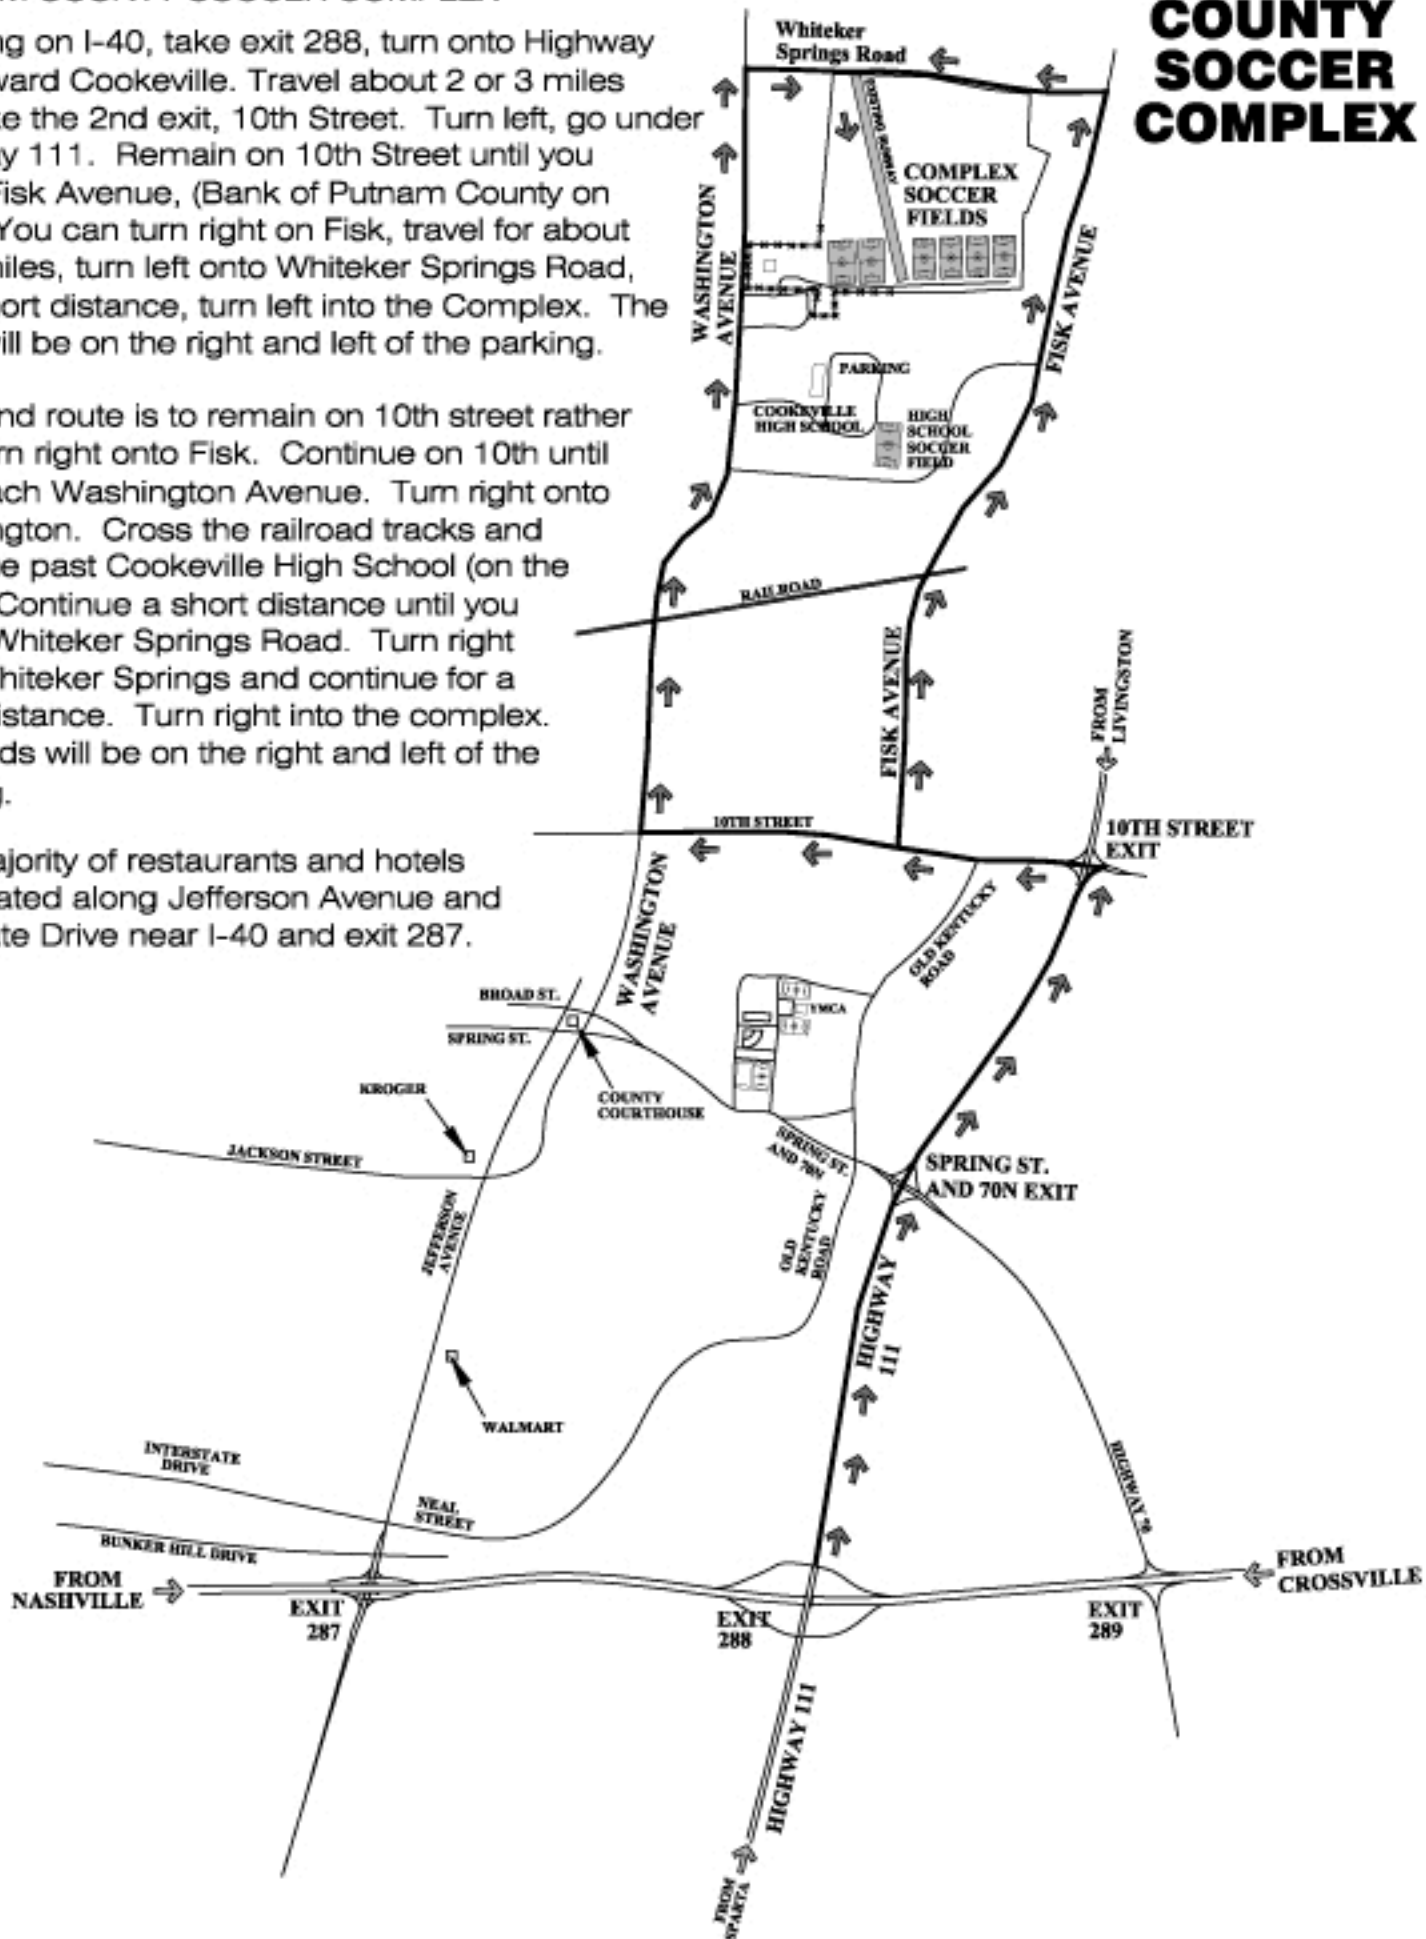 COUNTY
SOCCER
COMPLEX
ng on I-40, take exit 288, turn onto Highway
ward Cookeville. Travel about 2 or 3 miles
ke the 2nd exit, 10th Street. Turn left, go under
y 111. Remain on 10th Street until you
Fisk Avenue, (Bank of Putnam County on
You can turn right on Fisk, travel for about
niles, turn left onto Whiteker Springs Road,
ort distance, turn left into the Complex. The
vill be on the right and left of the parking.
nd route is to remain on 10th street rather
rn right onto Fisk. Continue on 10th until
ach Washington Avenue. Turn right onto
ngton. Cross the railroad tracks and
e past Cookeville High School (on the
Continue a short distance until you
Whiteker Springs Road. Turn right
hiteker Springs and continue for a
istance. Turn right into the complex.
ds will be on the right and left of the
g.
ajority of restaurants and hotels
ated along Jefferson Avenue and
te Drive near I-40 and exit 287.
Whiteker
Springs Road
COMPLEX
SOCCER
FIELDS
WASHINGTON
AVENUE
FISK AVENUE
PARKING
COOKEVILLE
HIGH SCHOOL
HIGH
SCHOOL
SOCCER
FIELD
RAIL ROAD
FISK AVENUE
FROM
LIVINGSTON
10TH STREET
10TH STREET
EXIT
WASHINGTON
AVENUE
OLD KENTUCKY
ROAD
BROAD ST.
YMCA
SPRING ST.
KROGER
COUNTY
COURTHOUSE
JACKSON STREET
SPRING ST.
AND 70N
SPRING ST.
AND 70N EXIT
JEFFERSON
AVENUE
OLD
KENTUCKY
ROAD
HIGHWAY
111
WALMART
INTERSTATE
DRIVE
NEAL
STREET
HIGHWAY 70
BUNKER HILL DRIVE
FROM
NASHVILLE
FROM
CROSSVILLE
EXIT
287
EXIT
288
EXIT
289
HIGHWAY 111
FROM
SPARTA